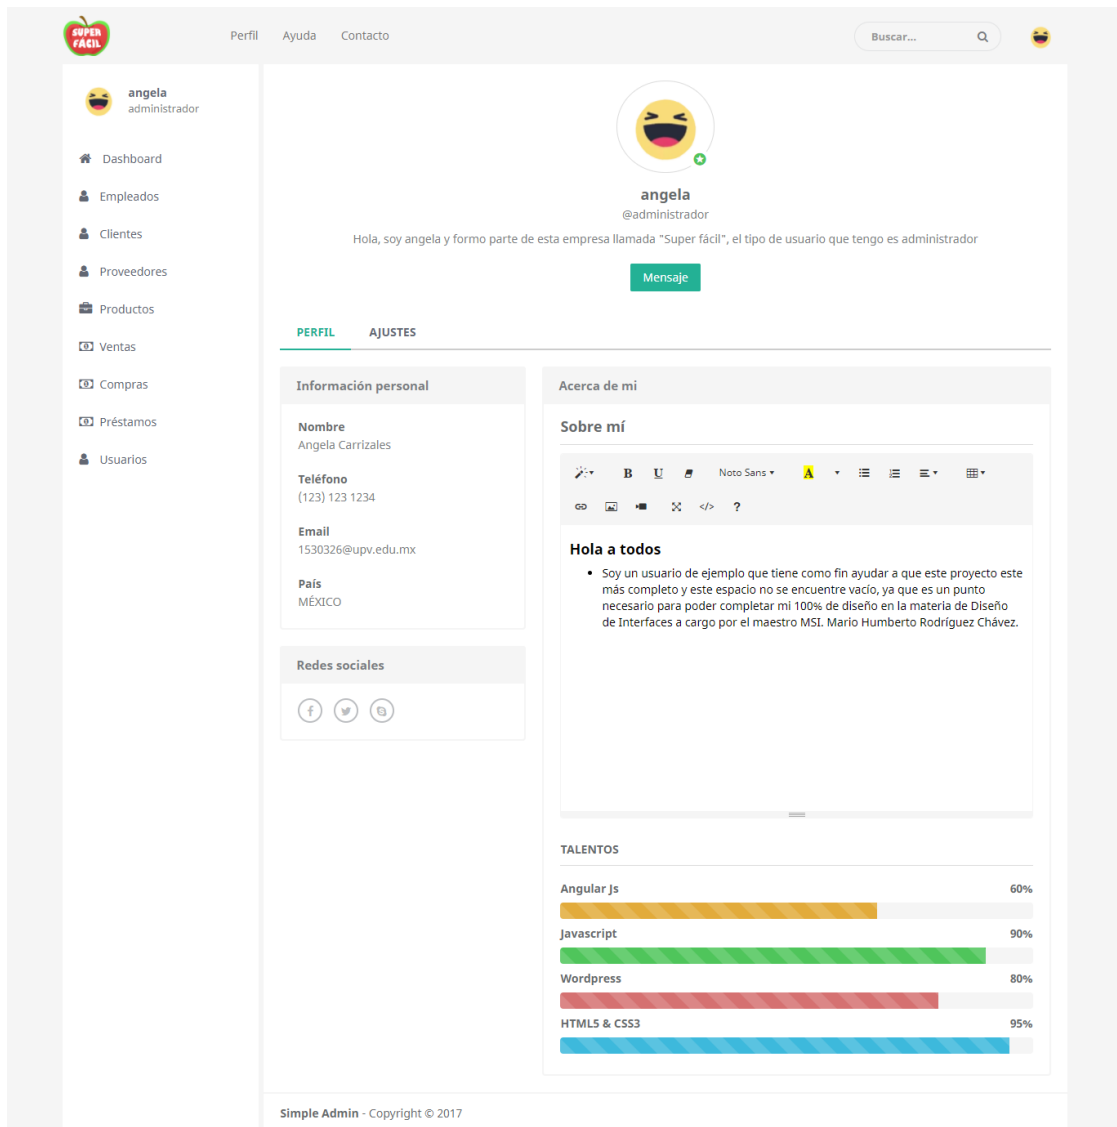 SUPER
FÁCIL
Perfil Ayuda Contacto Buscar...
angela
administrador
Dashboard
Empleados
Clientes
Proveedores
Productos
Ventas
Compras
Préstamos
Usuarios
angela
@administrador
Hola, soy angela y formo parte de esta empresa llamada "Super fácil", el tipo de usuario que tengo es administrador
Mensaje
PERFIL AJUSTES
Información personal
Nombre
Angela Carrizales
Teléfono
(123) 123 1234
Email
1530326@upv.edu.mx
País
MÉXICO
Redes sociales
Acerca de mi
Sobre mí
B U Noto Sans A
</> ?
Hola a todos
Soy un usuario de ejemplo que tiene como fin ayudar a que este proyecto este
más completo y este espacio no se encuentre vacío, ya que es un punto
necesario para poder completar mi 100% de diseño en la materia de Diseño
de Interfaces a cargo por el maestro MSI. Mario Humberto Rodríguez Chávez.
TALENTOS
Angular Js 60%
Javascript 90%
Wordpress 80%
HTML5 & CSS3 95%
Simple Admin - Copyright © 2017